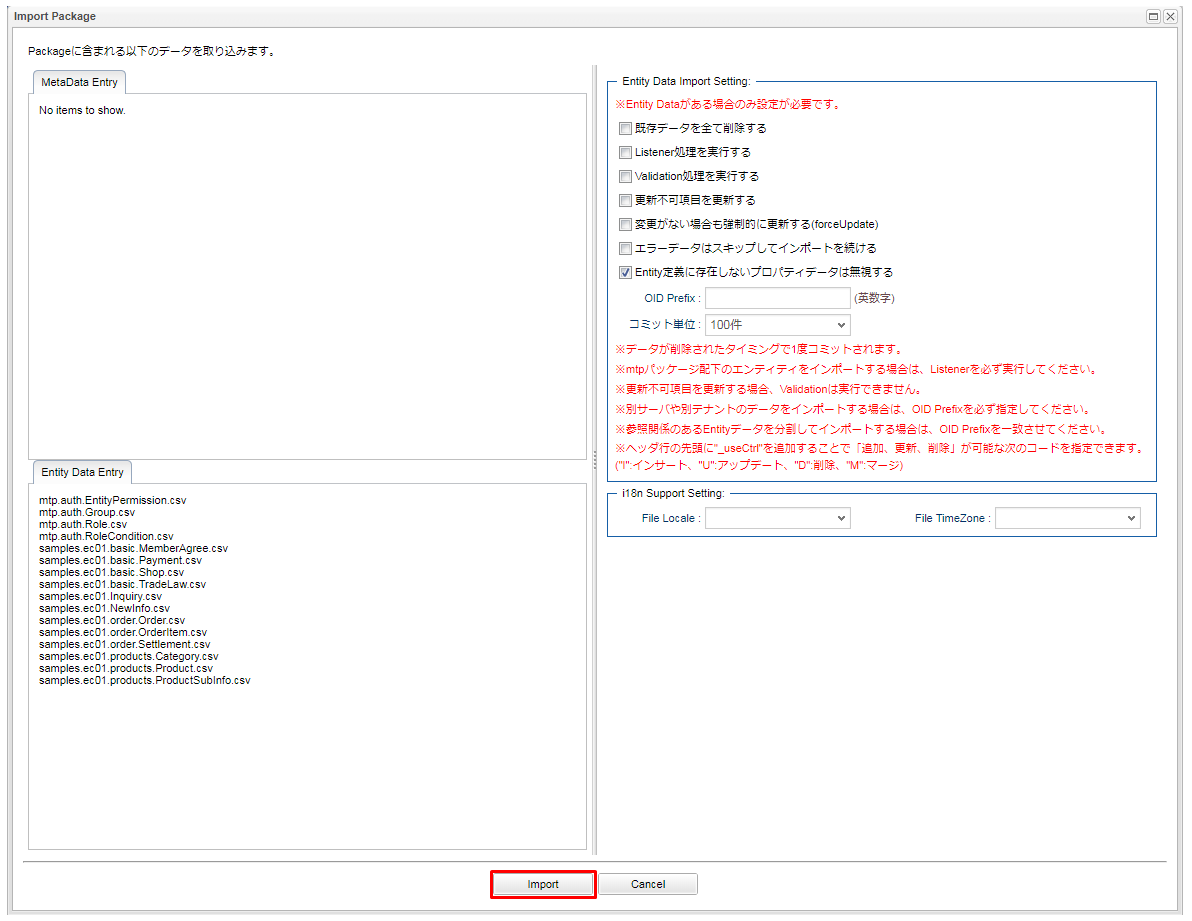 Import Package
Packageに含まれる以下のデータを取り込みます。
MetaData Entry
No items to show.
Entity Data Entry
mtp.auth.EntityPermission.csv
mtp.auth.Group.csv
mtp.auth.Role.csv
mtp.auth.RoleCondition.csv
samples.ec01.basic.MemberAgree.csv
samples.ec01.basic.Payment.csv
samples.ec01.basic.Shop.csv
samples.ec01.basic.TradeLaw.csv
samples.ec01.Inquiry.csv
samples.ec01.NewInfo.csv
samples.ec01.order.Order.csv
samples.ec01.order.OrderItem.csv
samples.ec01.order.Settlement.csv
samples.ec01.products.Category.csv
samples.ec01.products.Product.csv
samples.ec01.products.ProductSubInfo.csv
Entity Data Import Setting:
※Entity Dataがある場合のみ設定が必要です。
既存データを全て削除する
Listener処理を実行する
Validation処理を実行する
更新不可項目を更新する
変更がない場合も強制的に更新する(forceUpdate)
エラーデータはスキップしてインポートを続ける
Entity定義に存在しないプロパティデータは無視する
OID Prefix : (英数字)
コミット単位 : 100件
※データが削除されたタイミングで1度コミットされます。
※mtpパッケージ配下のエンティティをインポートする場合は、Listenerを必ず実行してください。
※更新不可項目を更新する場合、Validationは実行できません。
※別サーバや別テナントのデータをインポートする場合は、OID Prefixを必ず指定してください。
※参照関係のあるEntityデータを分割してインポートする場合は、OID Prefixを一致させてください。
※ヘッダ行の先頭に"_useCtrl"を追加することで「追加、更新、削除」が可能な次のコードを指定できます。
("I":インサート、"U":アップデート、"D":削除、"M":マージ)
i18n Support Setting:
File Locale : File TimeZone :
Import Cancel